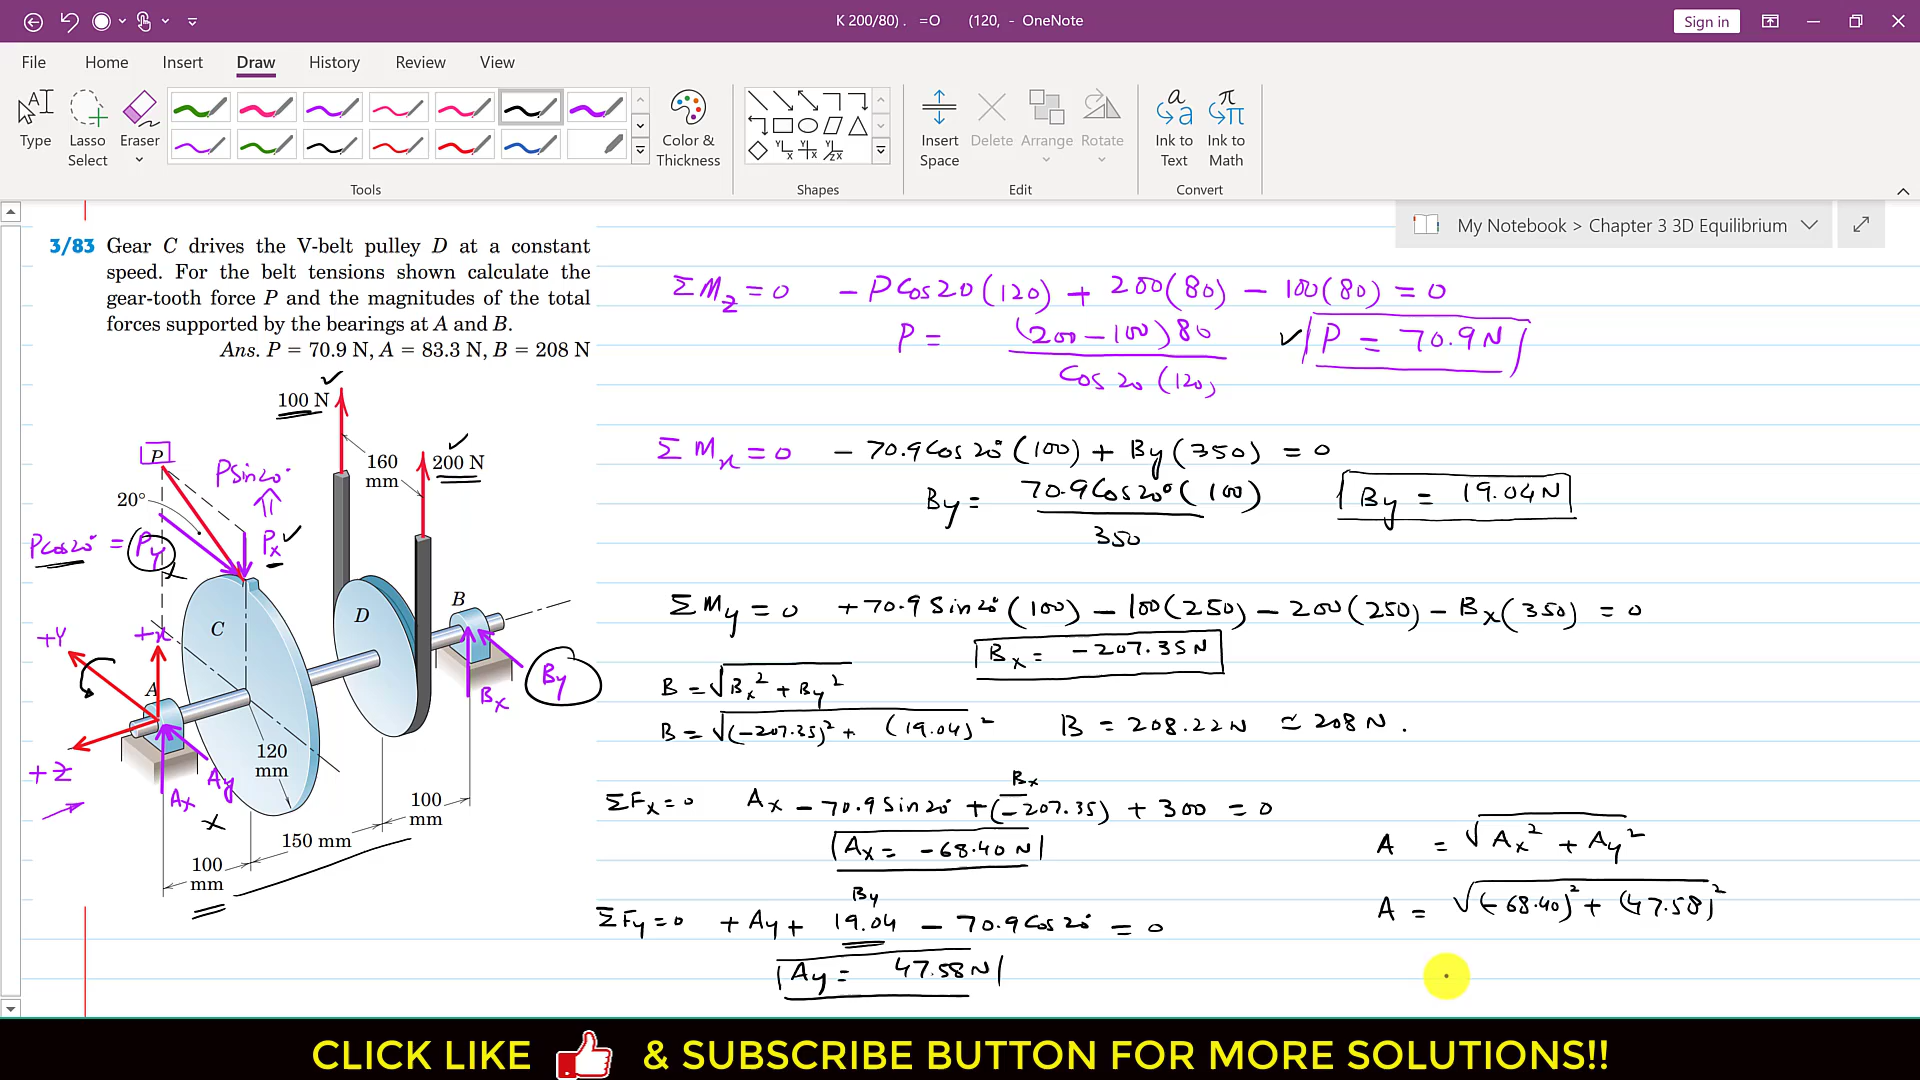 K 200/80) .   =O      (120,  -  OneNote
Sign in
File Home Insert Draw History Review View
Type
Lasso Select
Eraser
Color & Thickness
Insert Space
Delete
Arrange
Rotate
Ink to Text
Ink to Math
Tools
Shapes
Edit
Convert
My Notebook > Chapter 3 3D Equilibrium
3/83 Gear C drives the V-belt pulley D at a constant
speed. For the belt tensions shown calculate the
gear-tooth force P and the magnitudes of the total
forces supported by the bearings at A and B.
Ans. P = 70.9 N, A = 83.3 N, B = 208 N
100 N
160 mm
200 N
P
20°
Psin20°
Pcos20° = Py
Px
C
D
B
By
Bx
+Y
+x
A
+Z
Ax
Ay
120 mm
100 mm
150 mm
100 mm
ΣMz = 0 - PCos20(120) + 200(80) - 100(80) = 0
P = (200-100)80 / Cos20(120) ✓ P = 70.9N
ΣMx = 0 - 70.9Cos20°(100) + By(350) = 0
By = 70.9Cos20°(100) / 350 By = 19.04N
ΣMy = 0 +70.9Sin20°(100) - 100(250) - 200(250) - Bx(350) = 0
Bx = -207.35N
B = √Bx² + By²
B = √(-207.35)² + (19.04)² B = 208.22N ≃ 208N.
Bx
ΣFx=0 Ax - 70.9Sin20° + (-207.35) + 300 = 0
Ax = -68.40N
By
ΣFy=0 + Ay + 19.04 - 70.9Cos20° = 0
Ay = 47.58N
A = √Ax² + Ay²
A = √(-68.40)² + (47.58)²
CLICK LIKE & SUBSCRIBE BUTTON FOR MORE SOLUTIONS!!